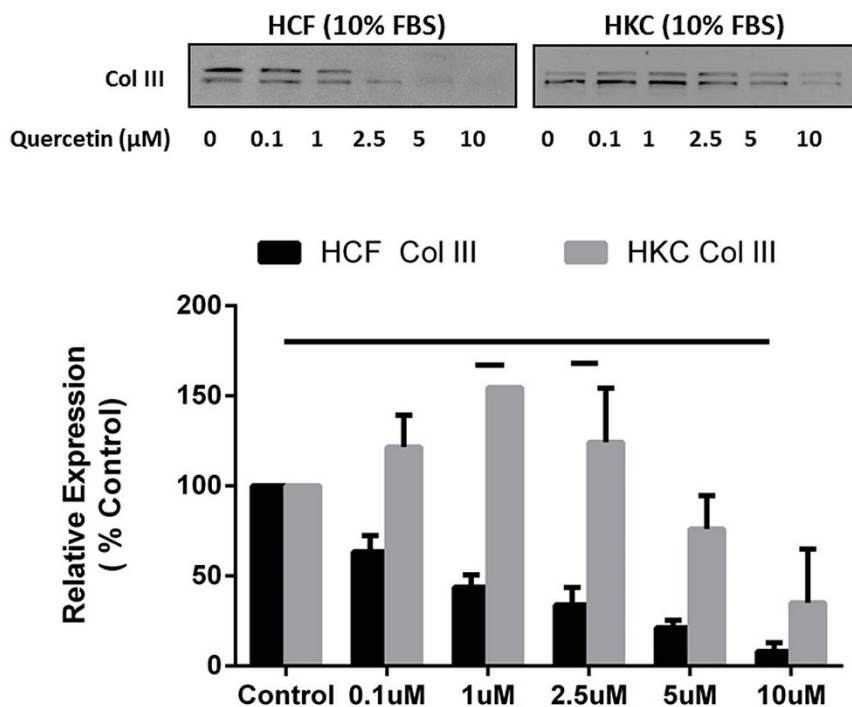 HCF (10% FBS) HKC (10% FBS)
Col III
Quercetin (µM) 0 0.1 1 2.5 5 10 0 0.1 1 2.5 5 10
HCF Col III HKC Col III
200
150
100
50
0
Relative Expression
( % Control)
Control 0.1uM 1uM 2.5uM 5uM 10uM